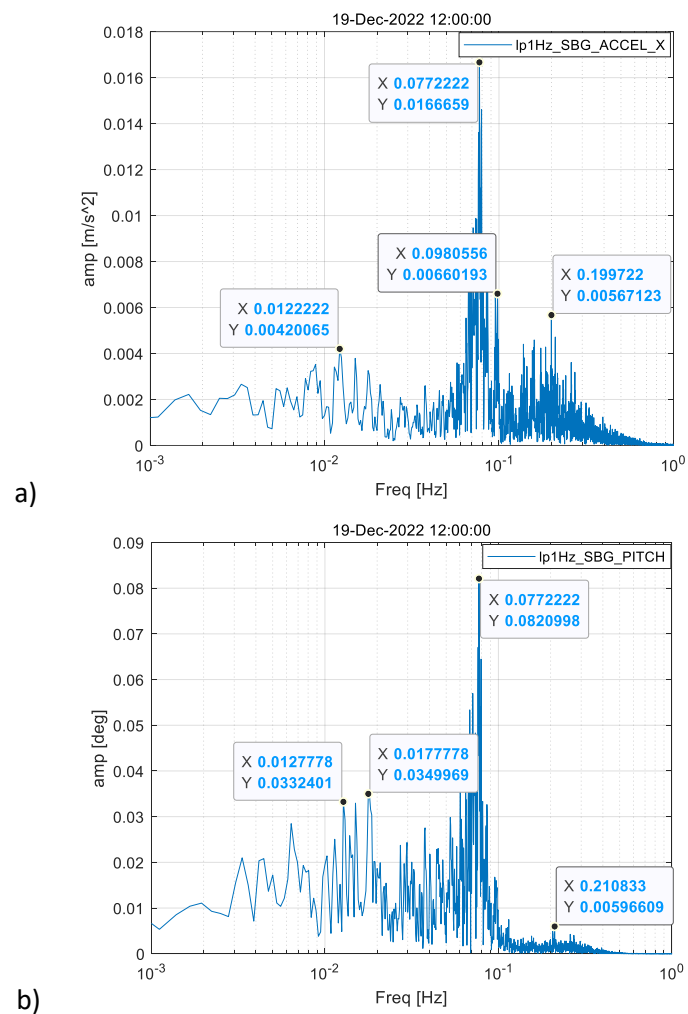 19-Dec-2022 12:00:00
lp1Hz_SBG_ACCEL_X
0.018
0.016
0.014
0.012
0.01
0.008
0.006
0.004
0.002
0
amp [m/s^2]
X 0.0772222
Y 0.0166659
X 0.0980556
Y 0.00660193
X 0.199722
Y 0.00567123
X 0.0122222
Y 0.00420065
10-3 10-2 10-1 100
Freq [Hz]
a)
19-Dec-2022 12:00:00
lp1Hz_SBG_PITCH
0.09
0.08
0.07
0.06
0.05
0.04
0.03
0.02
0.01
0
amp [deg]
X 0.0772222
Y 0.0820998
X 0.0127778
Y 0.0332401
X 0.0177778
Y 0.0349969
X 0.210833
Y 0.00596609
10-3 10-2 10-1 100
Freq [Hz]
b)